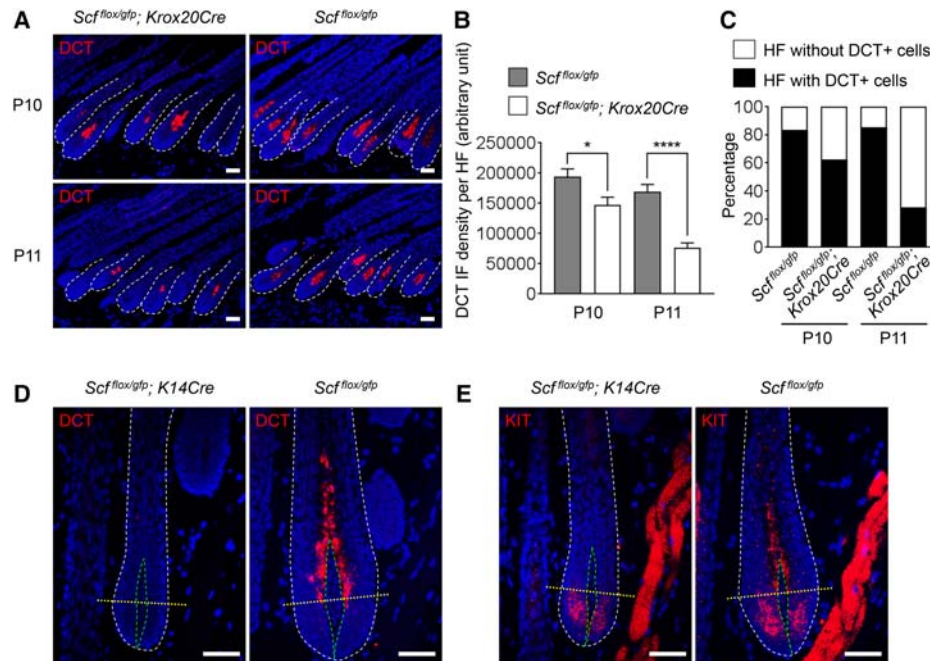 A
Scf flox/gfp; Krox20Cre
Scf flox/gfp
DCT
DCT
P10
DCT
DCT
P11
B
Scf flox/gfp
Scf flox/gfp; Krox20Cre
DCT IF density per HF (arbitrary unit)
250000
200000
150000
100000
50000
0
*
****
P10
P11
C
HF without DCT+ cells
HF with DCT+ cells
Percentage
100
80
60
40
20
0
Scf flox/gfp
Scf flox/gfp;
Krox20Cre
Scf flox/gfp
Scf flox/gfp;
Krox20Cre
P10
P11
D
Scf flox/gfp; K14Cre
Scf flox/gfp
DCT
DCT
E
Scf flox/gfp; K14Cre
Scf flox/gfp
KIT
KIT